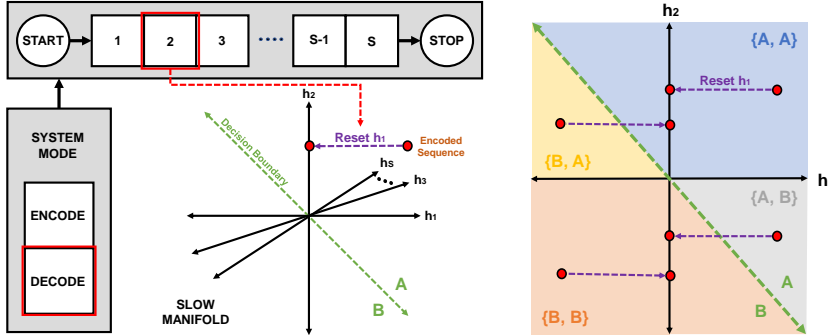 START
1
2
3
S-1
S
STOP
SYSTEM
MODE
ENCODE
DECODE
h2
Decision Boundary
Reset h1
Encoded
Sequence
hS
h3
h1
A
B
SLOW
MANIFOLD
h2
{A, A}
Reset h1
{B, A}
h
{A, B}
A
B
{B, B}